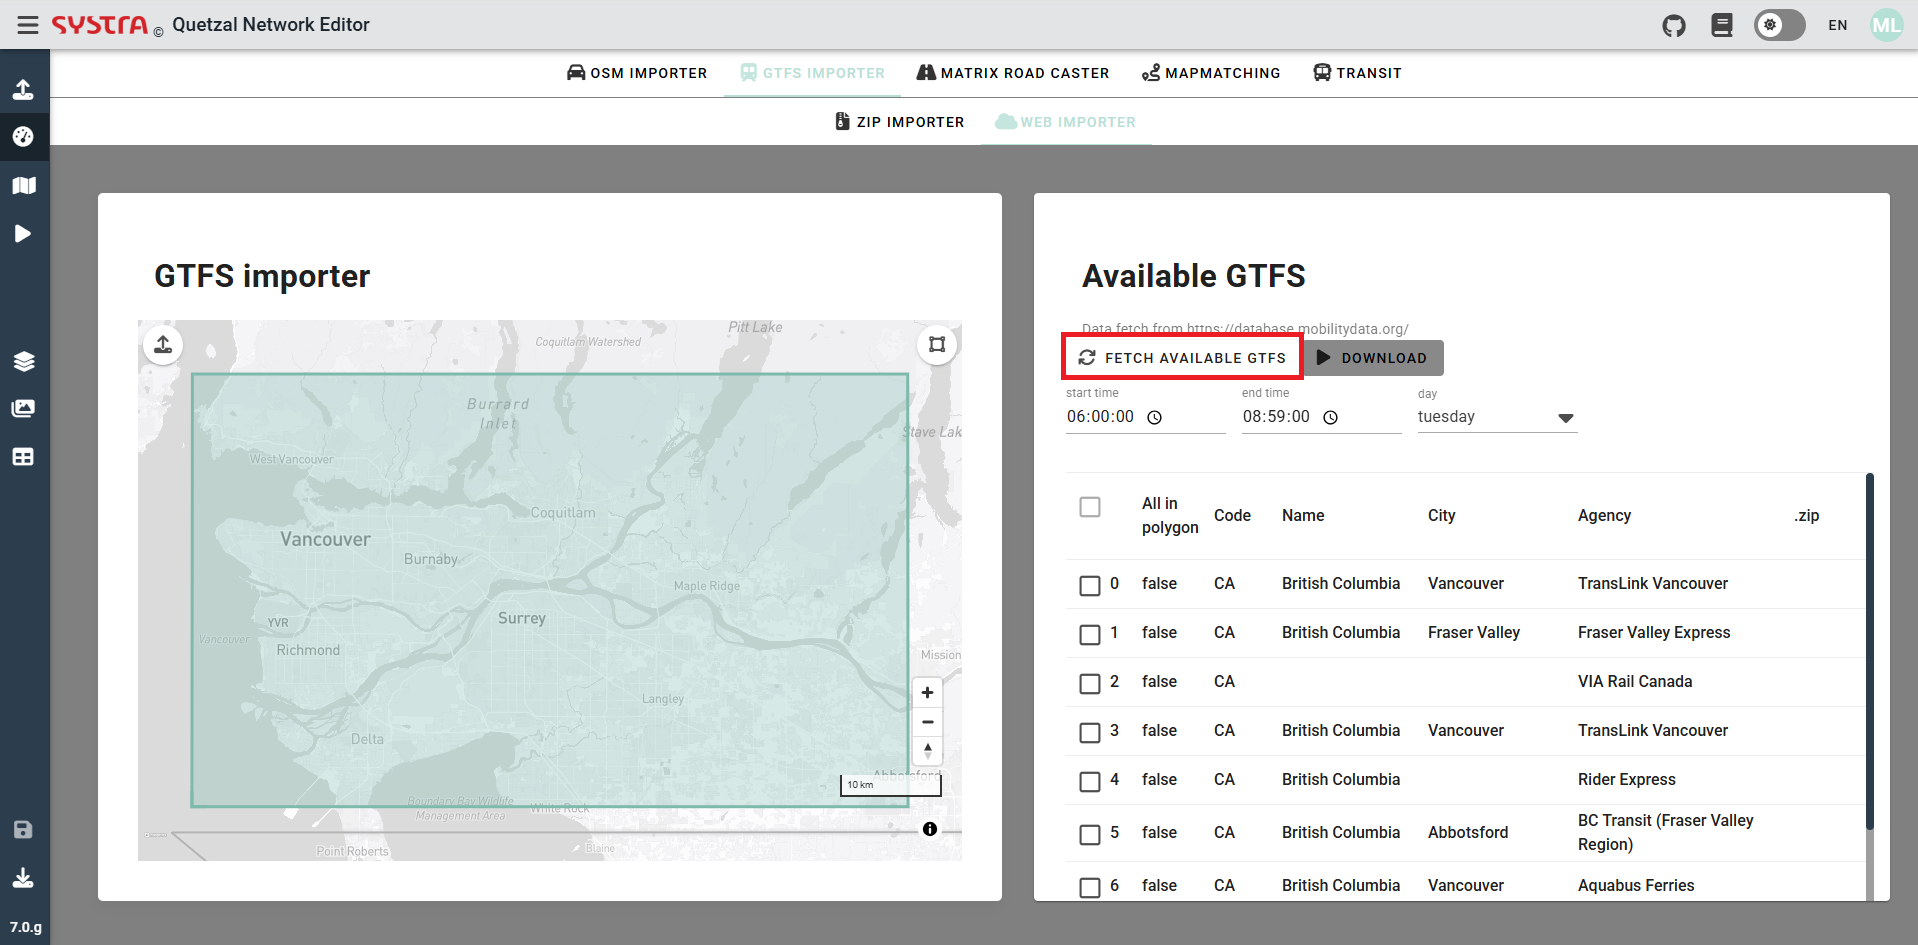 SYSTRA © Quetzal Network Editor
EN
ML
OSM IMPORTER
GTFS IMPORTER
MATRIX ROAD CASTER
MAPMATCHING
TRANSIT
ZIP IMPORTER
WEB IMPORTER
GTFS importer
Pitt Lake
Coquitlam Watershed
Burrard
Inlet
Stave Lak
West Vancouver
Coquitlam
Vancouver
Burnaby
Maple Ridge
Surrey
YVR
Vancouver
Richmond
Mission
Langley
Delta
Abbotsford
10 km
Boundary Bay Wildlife
Management Area
White Rock
Point Roberts
Blaine
Available GTFS
Data fetch from https://database.mobilitydata.org/
FETCH AVAILABLE GTFS
DOWNLOAD
start time
end time
day
06:00:00
08:59:00
tuesday
All in polygon Code Name City Agency .zip
0 false CA British Columbia Vancouver TransLink Vancouver
1 false CA British Columbia Fraser Valley Fraser Valley Express
2 false CA VIA Rail Canada
3 false CA British Columbia Vancouver TransLink Vancouver
4 false CA British Columbia Rider Express
5 false CA British Columbia Abbotsford BC Transit (Fraser Valley Region)
6 false CA British Columbia Vancouver Aquabus Ferries
7.0.g